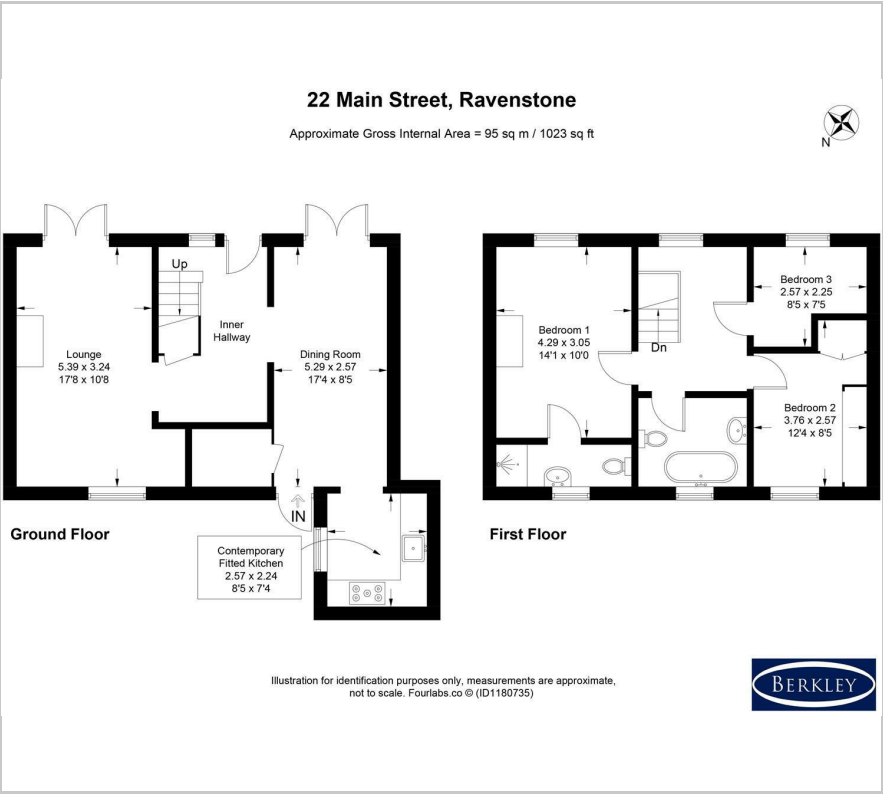 22 Main Street, Ravenstone
Approximate Gross Internal Area = 95 sq m / 1023 sq ft
N
Up
Inner
Hallway
Lounge
5.39 x 3.24
17'8 x 10'8
Dining Room
5.29 x 2.57
17'4 x 8'5
IN
Ground Floor
Contemporary
Fitted Kitchen
2.57 x 2.24
8'5 x 7'4
Bedroom 1
4.29 x 3.05
14'1 x 10'0
Dn
Bedroom 3
2.57 x 2.25
8'5 x 7'5
Bedroom 2
3.76 x 2.57
12'4 x 8'5
First Floor
Illustration for identification purposes only, measurements are approximate,
not to scale. Fourlabs.co © (ID1180735)
BERKLEY